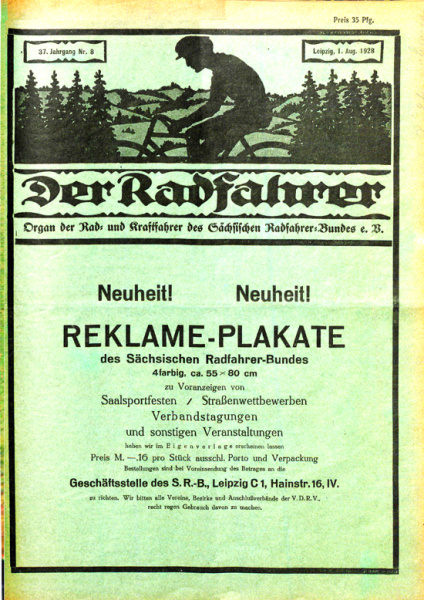 Preis 35 Pfg.
37. Jahrgang Nr. 8
Leipzig, 1. Aug. 1928
Der Radfahrer
Organ der Rad- und Kraftfahrer des Sächsischen Radfahrer-Bundes e. V.
Neuheit! Neuheit!
REKLAME-PLAKATE
des Sächsischen Radfahrer-Bundes
4farbig, ca. 55 × 80 cm
zu Voranzeigen von
Saalsportfesten / Straßenwettbewerben
Verbandstagungen
und sonstigen Veranstaltungen
haben wir im Eigenverlage erscheinen lassen
Preis M. —.16 pro Stück ausschl. Porto und Verpackung
Bestellungen sind bei Voreinsendung des Betrages an die
Geschäftsstelle des S. R.-B., Leipzig C 1, Hainstr. 16, IV.
zu richten. Wir bitten alle Vereine, Bezirke und Anschlußverbände der V. D. R. V.,
recht regen Gebrauch davon zu machen.